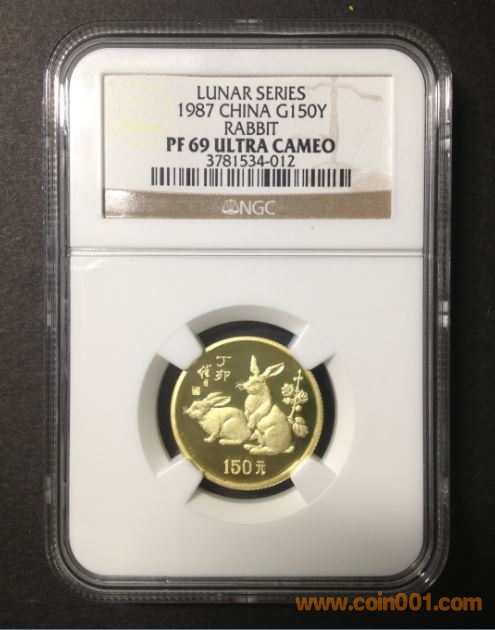 LUNAR SERIES
1987 CHINA G150Y
RABBIT
PF 69 ULTRA CAMEO
3781534-012
NGC
丁卯
150元
www.coin001.com